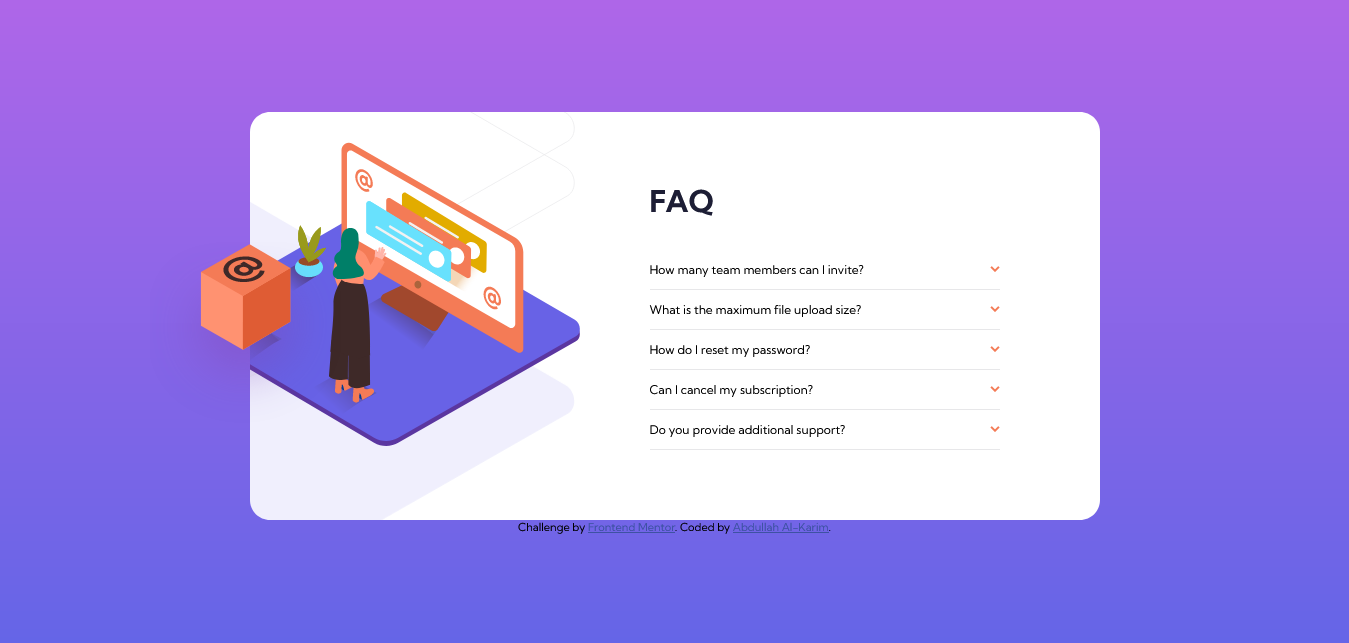 @
@
@
FAQ
How many team members can I invite?
What is the maximum file upload size?
How do I reset my password?
Can I cancel my subscription?
Do you provide additional support?
Challenge by Frontend Mentor. Coded by Abdullah Al-Karim.